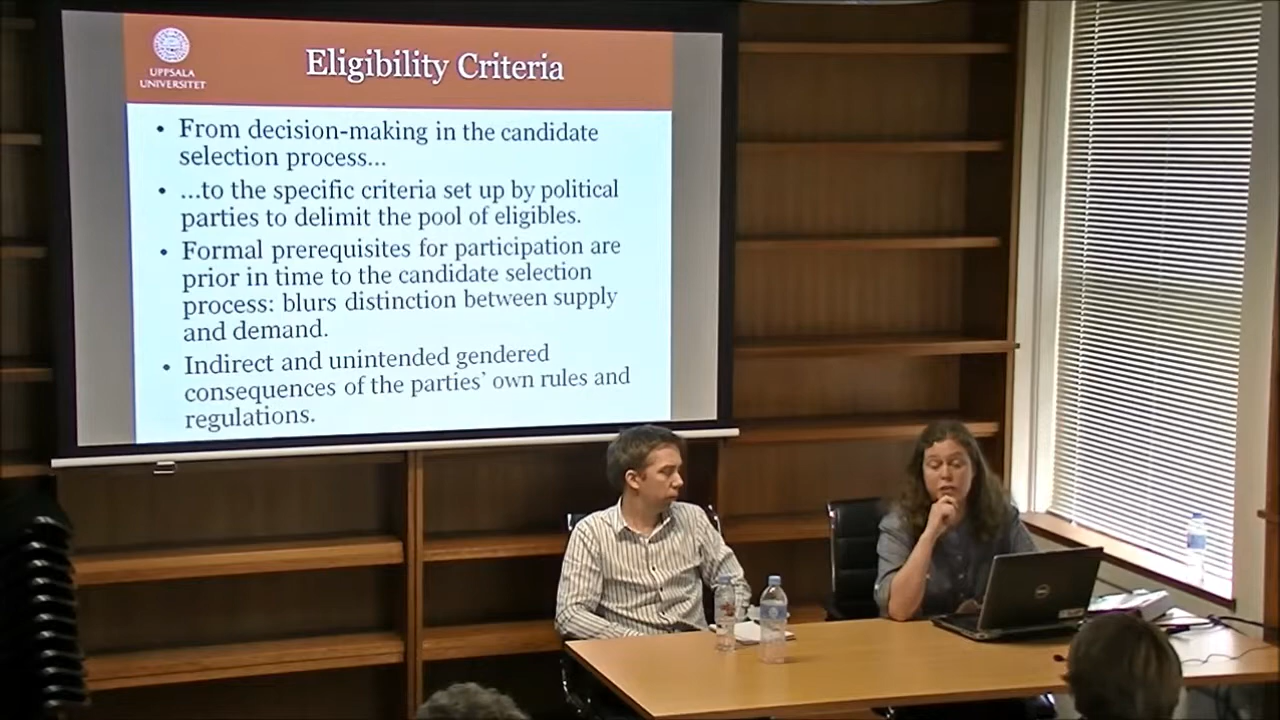 UPPSALA
UNIVERSITET
Eligibility Criteria
• From decision-making in the candidate
selection process...
• ...to the specific criteria set up by political
parties to delimit the pool of eligibles.
• Formal prerequisites for participation are
prior in time to the candidate selection
process: blurs distinction between supply
and demand.
• Indirect and unintended gendered
consequences of the parties' own rules and
regulations.
DELL